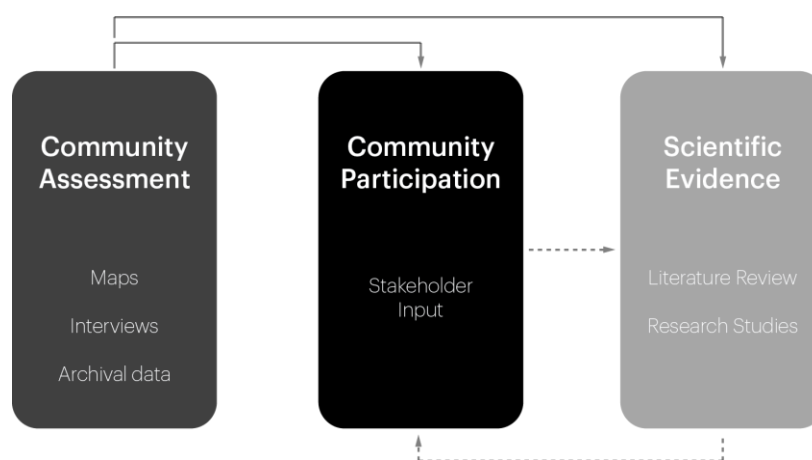 Community
Assessment
Maps
Interviews
Archival data
Community
Participation
Stakeholder
Input
Scientific
Evidence
Literature Review
Research Studies